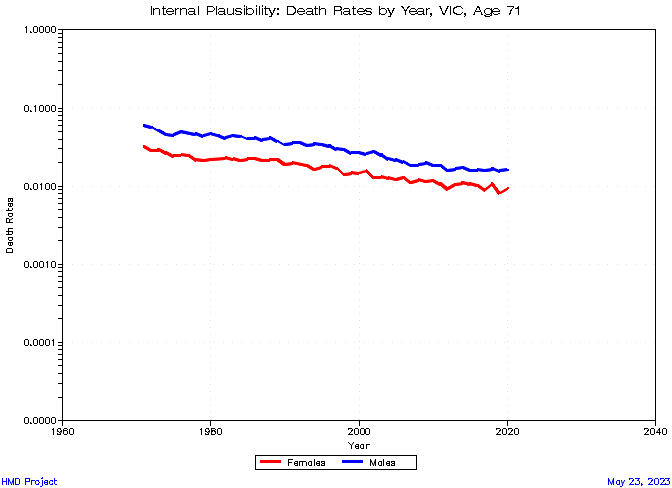 Internal Plausibility: Death Rates by Year, VIC, Age 71
1.0000
0.1000
0.0100
0.0010
0.0001
0.0000
Death Rates
1960
1980
2000
2020
2040
Year
Females
Males
HMD Project
May 23, 2023